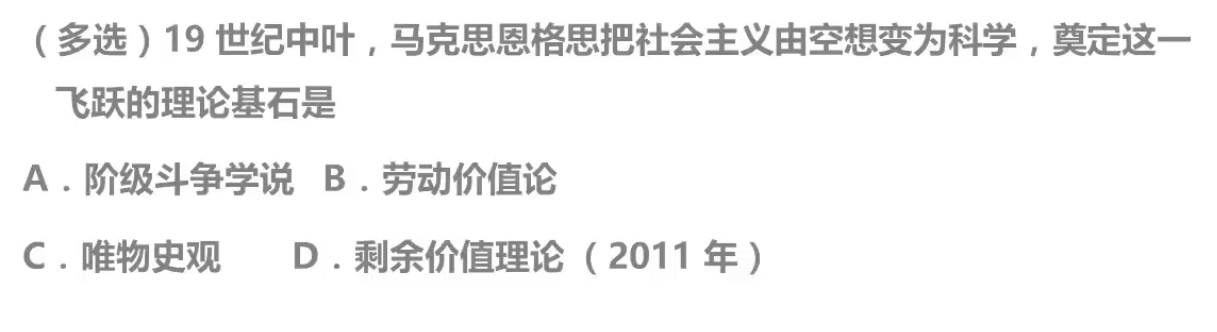 （多选）19 世纪中叶，马克思恩格思把社会主义由空想变为科学，奠定这一
飞跃的理论基石是
A．阶级斗争学说 B．劳动价值论
C．唯物史观 D．剩余价值理论（2011 年）